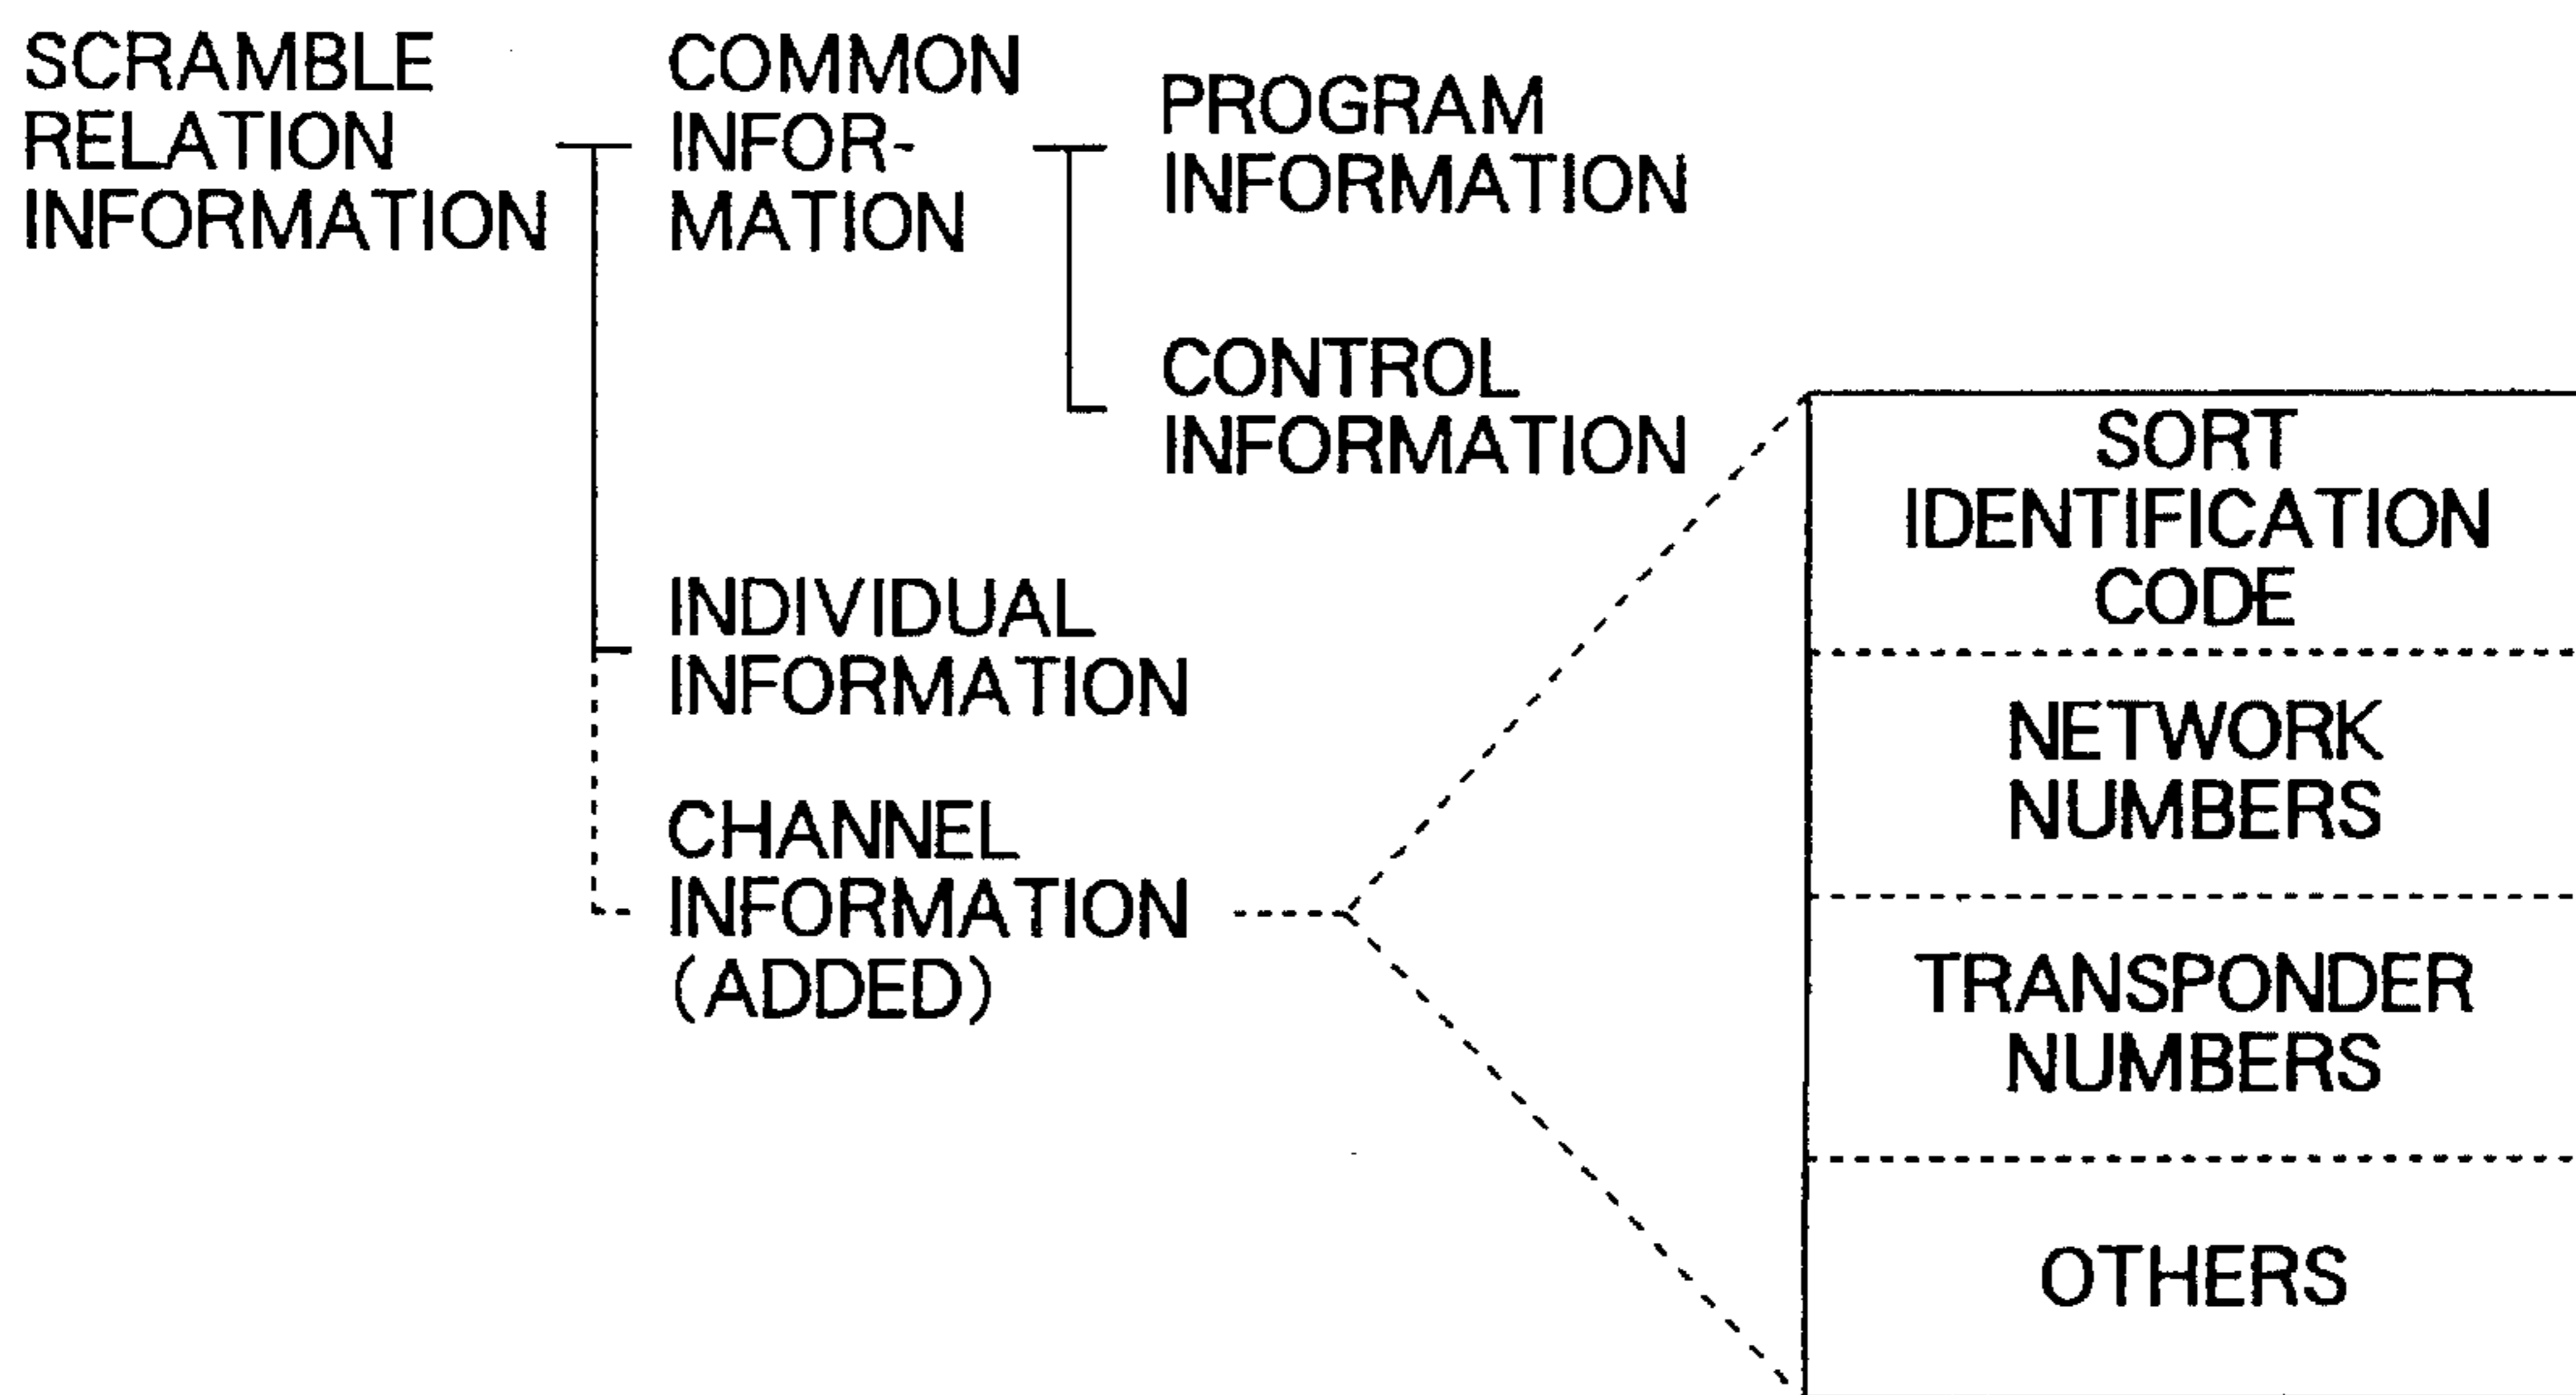 SCRAMBLE
RELATION
INFORMATION
COMMON
INFOR-
MATION
PROGRAM
INFORMATION
CONTROL
INFORMATION
INDIVIDUAL
INFORMATION
CHANNEL
INFORMATION
(ADDED)
SORT
IDENTIFICATION
CODE
NETWORK
NUMBERS
TRANSPONDER
NUMBERS
OTHERS